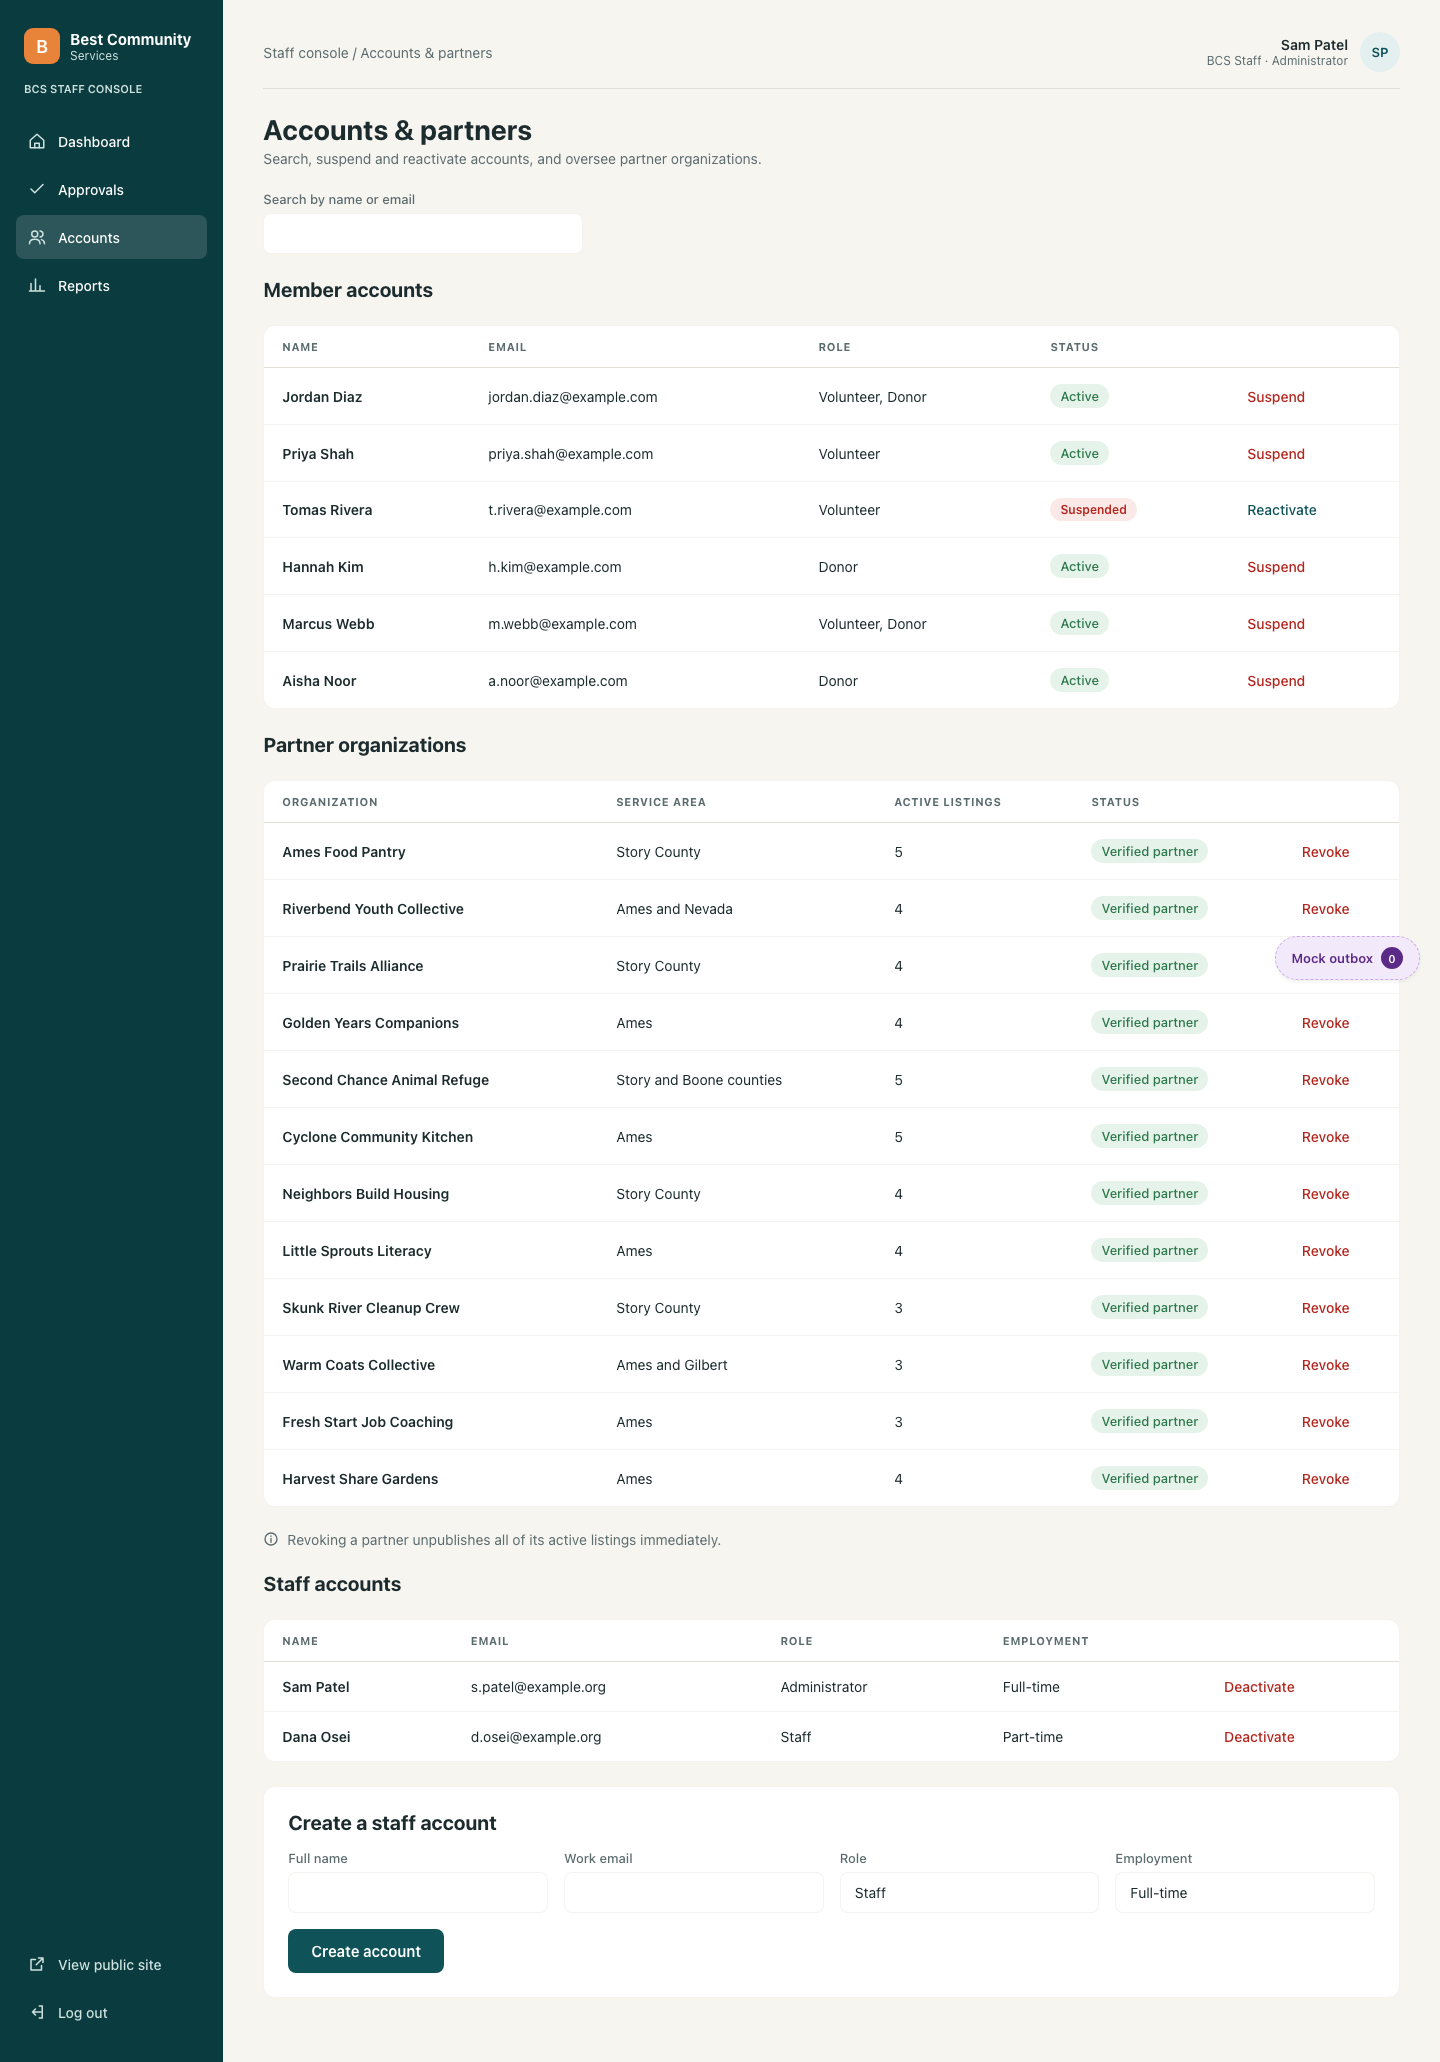 B
Best Community
Services
BCS STAFF CONSOLE
Dashboard
Approvals
Accounts
Reports
View public site
Log out
Staff console / Accounts & partners
Sam Patel
BCS Staff · Administrator
SP
Accounts & partners
Search, suspend and reactivate accounts, and oversee partner organizations.
Search by name or email
Member accounts
NAME EMAIL ROLE STATUS
Jordan Diaz jordan.diaz@example.com Volunteer, Donor Active Suspend
Priya Shah priya.shah@example.com Volunteer Active Suspend
Tomas Rivera t.rivera@example.com Volunteer Suspended Reactivate
Hannah Kim h.kim@example.com Donor Active Suspend
Marcus Webb m.webb@example.com Volunteer, Donor Active Suspend
Aisha Noor a.noor@example.com Donor Active Suspend
Partner organizations
ORGANIZATION SERVICE AREA ACTIVE LISTINGS STATUS
Ames Food Pantry Story County 5 Verified partner Revoke
Riverbend Youth Collective Ames and Nevada 4 Verified partner Revoke
Prairie Trails Alliance Story County 4 Verified partner
Mock outbox 0
Golden Years Companions Ames 4 Verified partner Revoke
Second Chance Animal Refuge Story and Boone counties 5 Verified partner Revoke
Cyclone Community Kitchen Ames 5 Verified partner Revoke
Neighbors Build Housing Story County 4 Verified partner Revoke
Little Sprouts Literacy Ames 4 Verified partner Revoke
Skunk River Cleanup Crew Story County 3 Verified partner Revoke
Warm Coats Collective Ames and Gilbert 3 Verified partner Revoke
Fresh Start Job Coaching Ames 3 Verified partner Revoke
Harvest Share Gardens Ames 4 Verified partner Revoke
Revoking a partner unpublishes all of its active listings immediately.
Staff accounts
NAME EMAIL ROLE EMPLOYMENT
Sam Patel s.patel@example.org Administrator Full-time Deactivate
Dana Osei d.osei@example.org Staff Part-time Deactivate
Create a staff account
Full name Work email Role Employment
Staff Full-time
Create account